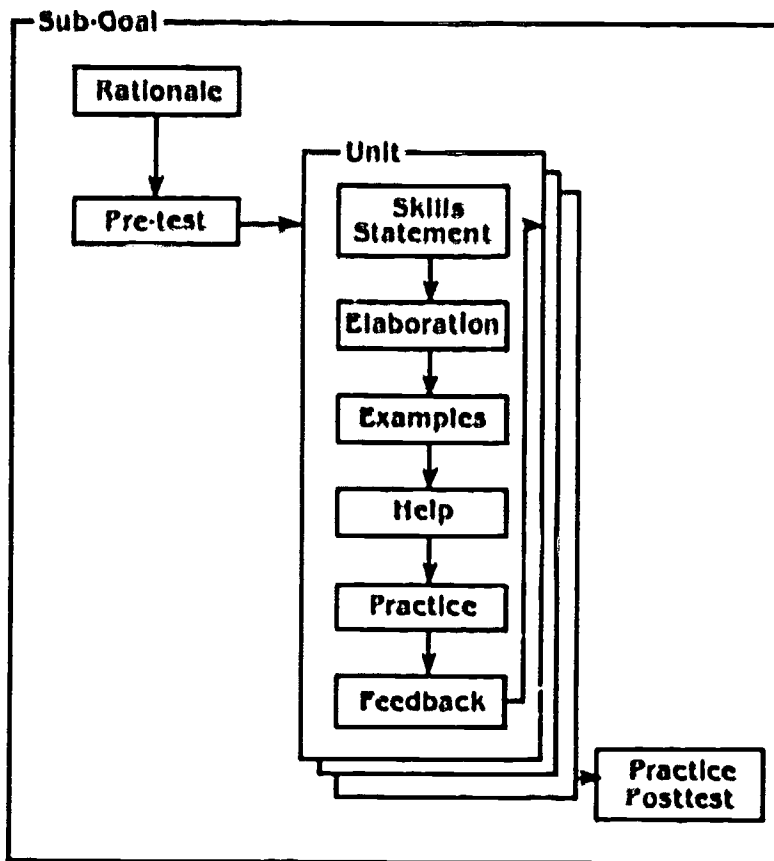 Sub-Goal
Rationale
Pre-test
Unit
Skills
Statement
Elaboration
Examples
Help
Practice
Feedback
Practice
Posttest